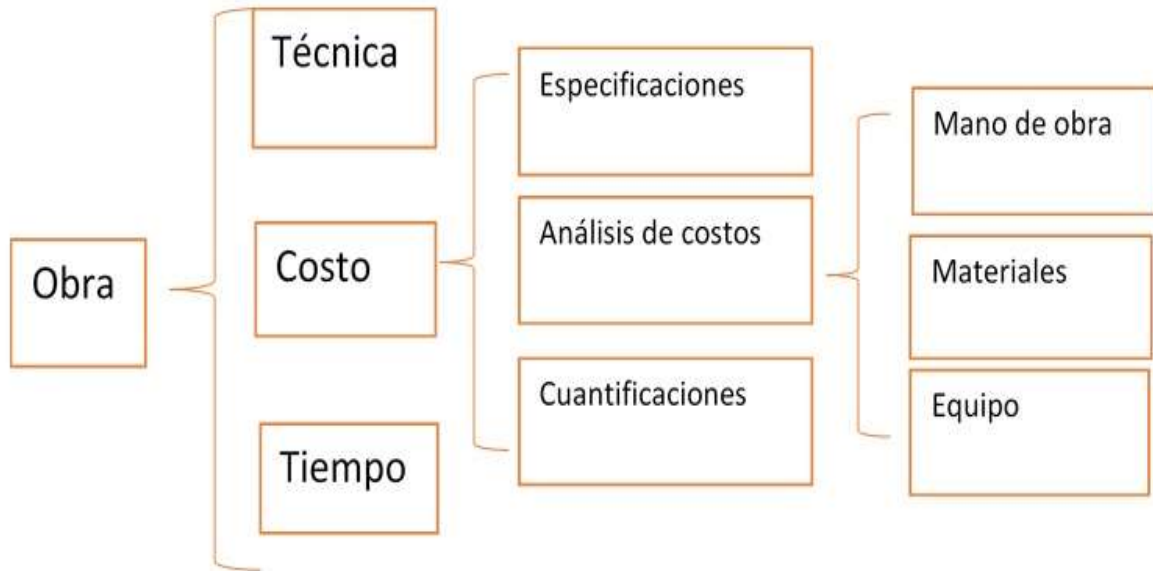 Obra
Técnica
Costo
Tiempo
Especificaciones
Análisis de costos
Cuantificaciones
Mano de obra
Materiales
Equipo